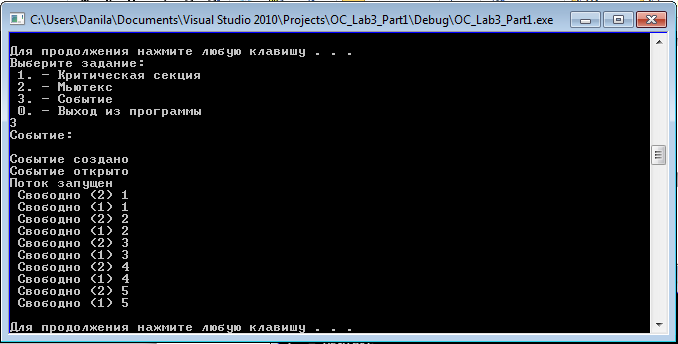 C:\Users\Danila\Documents\Visual Studio 2010\Projects\OC_Lab3_Part1\Debug\OC_Lab3_Part1.exe
Для продолжения нажмите любую клавишу . . .
Выберите задание:
1. - Критическая секция
2. - Мьютекс
3. - Событие
0. - Выход из программы
3
Событие:
Событие создано
Событие открыто
Поток запущен
Свободно (2) 1
Свободно (1) 1
Свободно (2) 2
Свободно (1) 2
Свободно (2) 3
Свободно (1) 3
Свободно (2) 4
Свободно (1) 4
Свободно (2) 5
Свободно (1) 5
Для продолжения нажмите любую клавишу . . .